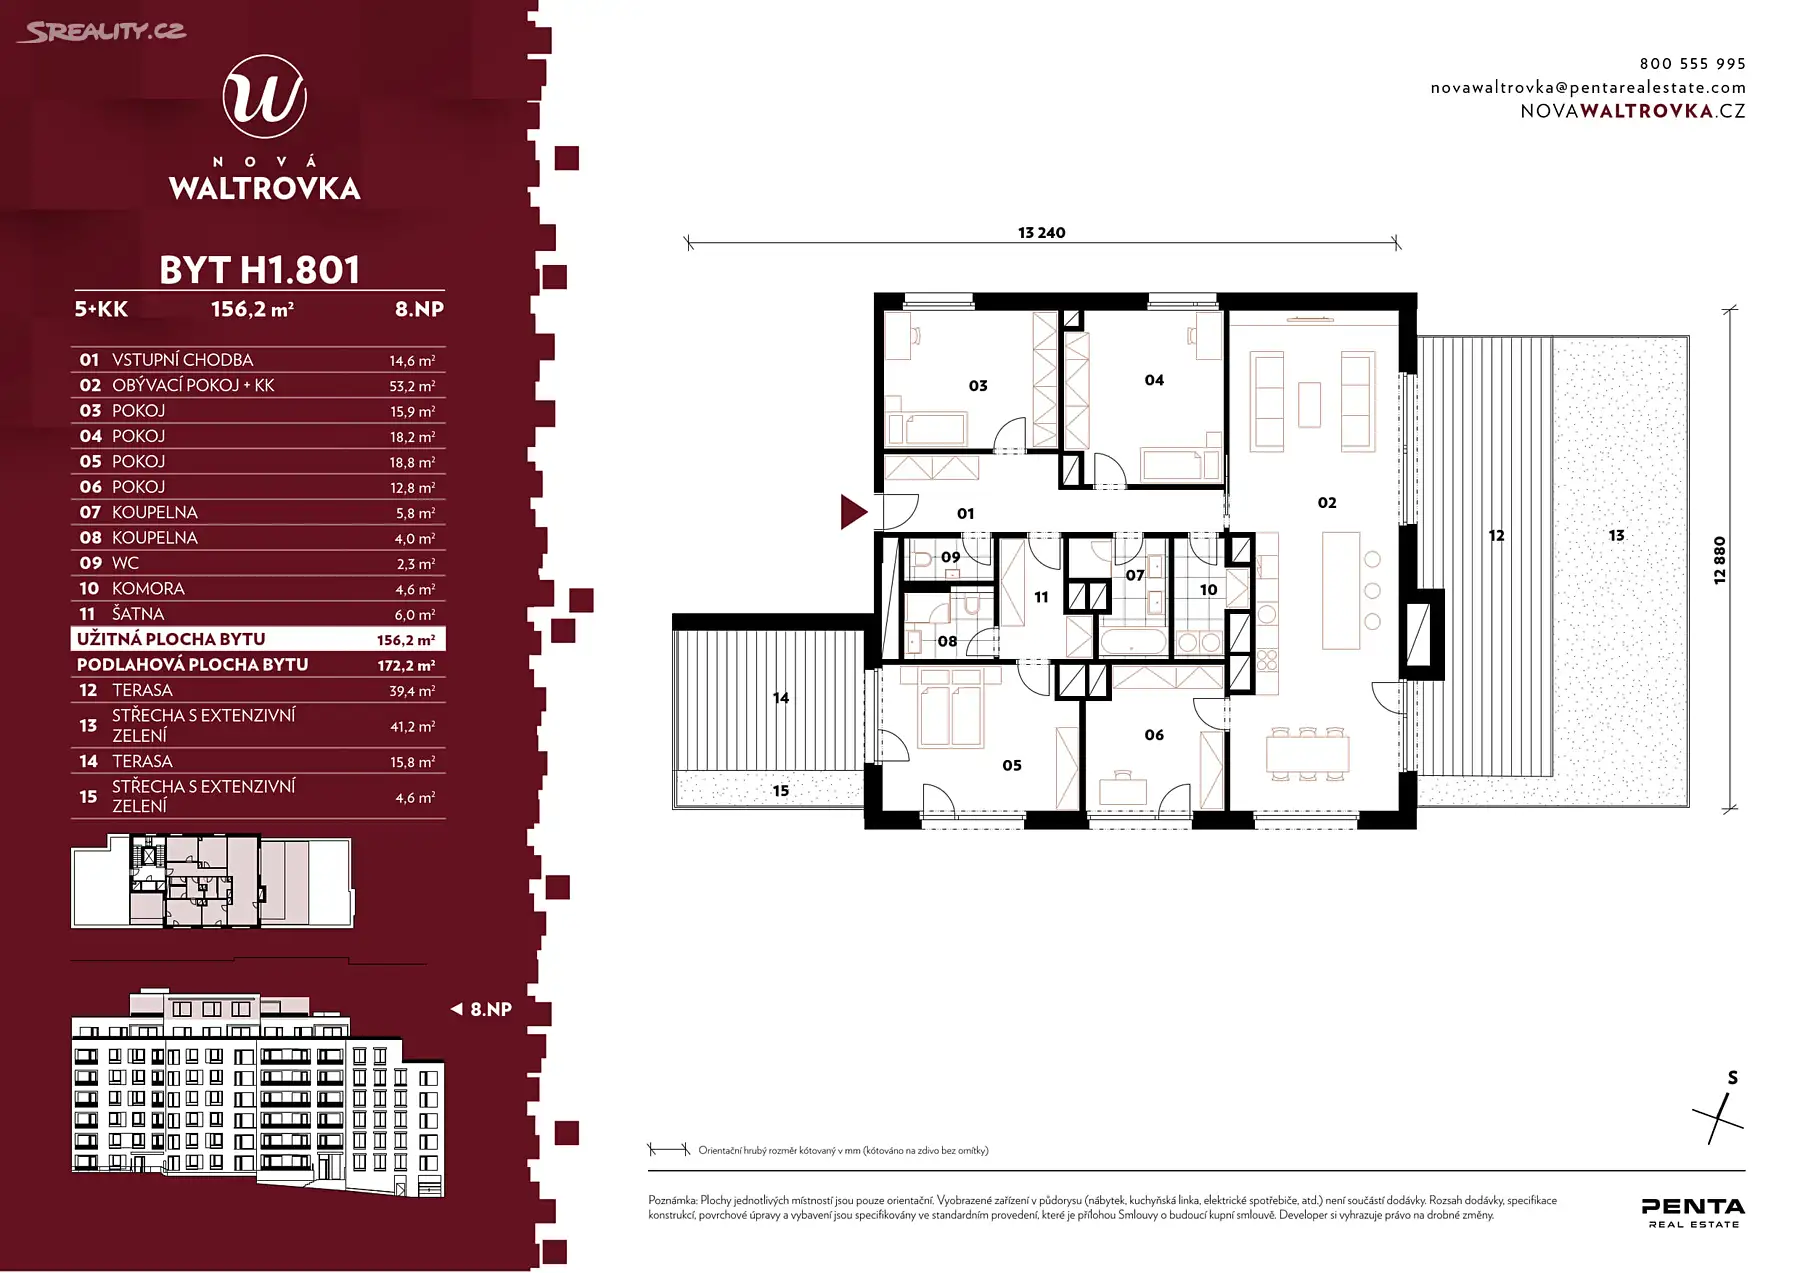 SREALITY.CZ
NOVÁ
WALTROVKA
BYT H1.801
5+KK 156,2 m² 8.NP
01 VSTUPNÍ CHODBA 14,6 m²
02 OBÝVACÍ POKOJ + KK 53,2 m²
03 POKOJ 15,9 m²
04 POKOJ 18,2 m²
05 POKOJ 18,8 m²
06 POKOJ 12,8 m²
07 KOUPELNA 5,8 m²
08 KOUPELNA 4,0 m²
09 WC 2,3 m²
10 KOMORA 4,6 m²
11 ŠATNA 6,0 m²
UŽITNÁ PLOCHA BYTU 156,2 m²
PODLAHOVÁ PLOCHA BYTU 172,2 m²
12 TERASA 39,4 m²
13 STŘECHA S EXTENZIVNÍ
ZELENÍ 41,2 m²
14 TERASA 15,8 m²
15 STŘECHA S EXTENZIVNÍ
ZELENÍ 4,6 m²
8.NP
800 555 995
novawaltrovka@pentarealestate.com
NOVAWALTROVKA.CZ
13 240
03
04
02
01
12
13
12 880
09
07
10
11
08
14
06
05
15
S
Orientační hrubý rozměr kótovaný v mm (kótováno na zdivo bez omítky)
Poznámka: Plochy jednotlivých místností jsou pouze orientační. Vyobrazené zařízení v půdorysu (nábytek, kuchyňská linka, elektrické spotřebiče, atd.) není součástí dodávky. Rozsah dodávky, specifikace
konstrukcí, povrchové úpravy a vybavení jsou specifikovány ve standardním provedení, které je přílohou Smlouvy o budoucí kupní smlouvě. Developer si vyhrazuje právo na drobné změny.
PENTA
REAL ESTATE